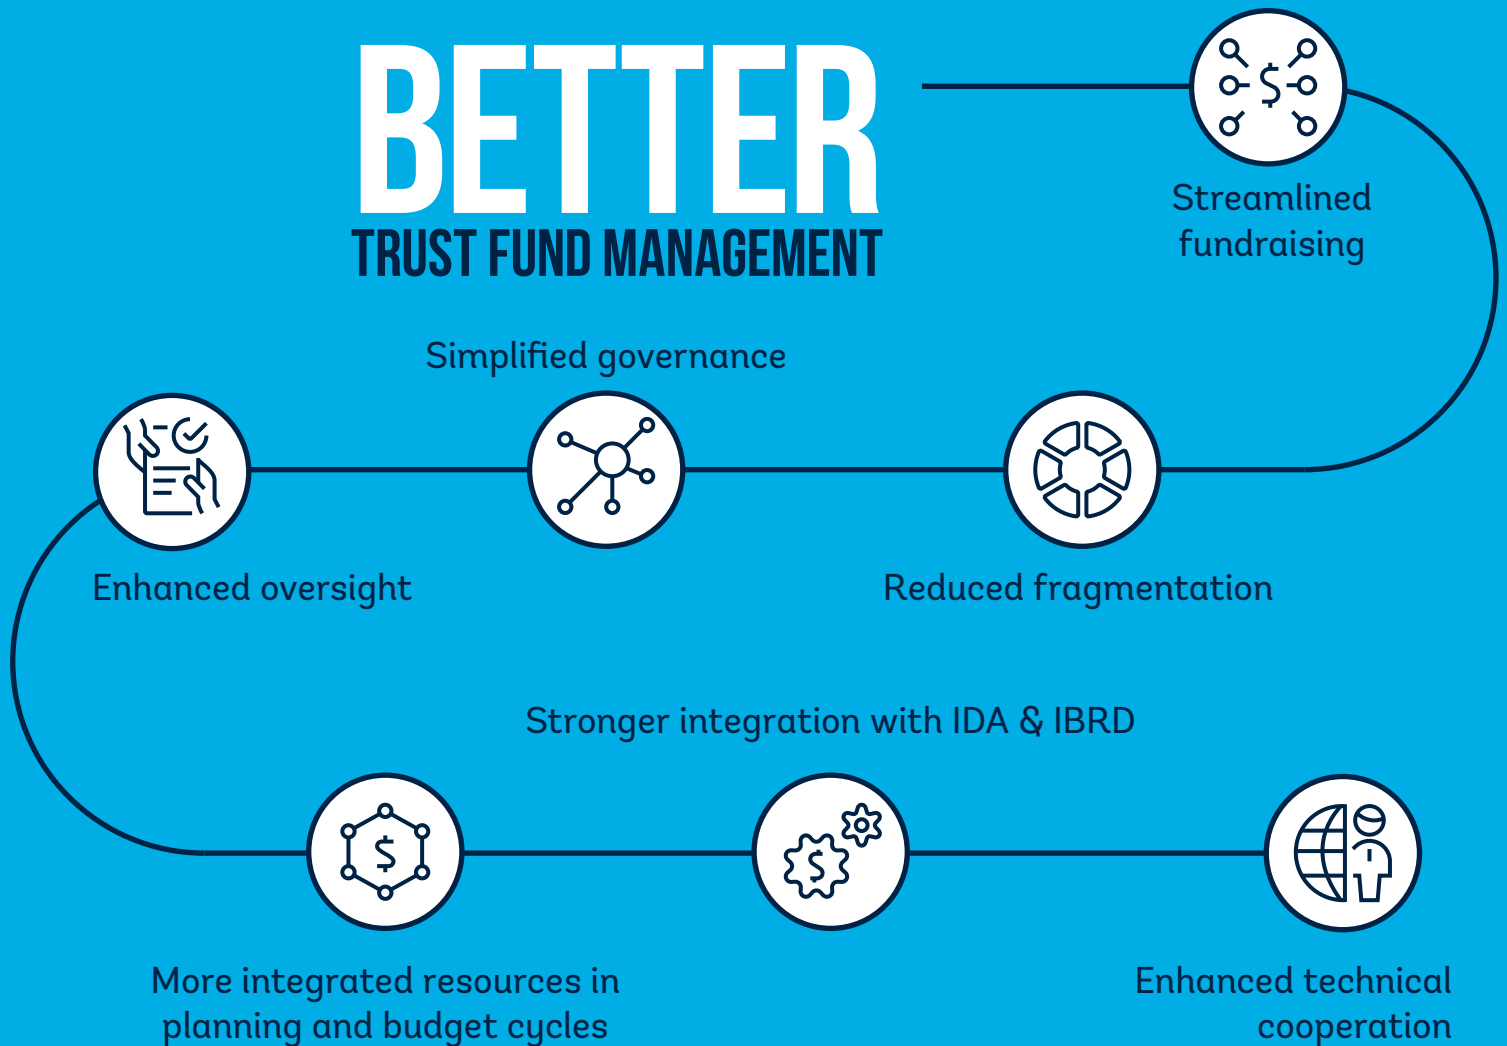 BETTER
TRUST FUND MANAGEMENT
Streamlined
fundraising
Simplified governance
Enhanced oversight
Reduced fragmentation
Stronger integration with IDA & IBRD
More integrated resources in
planning and budget cycles
Enhanced technical
cooperation